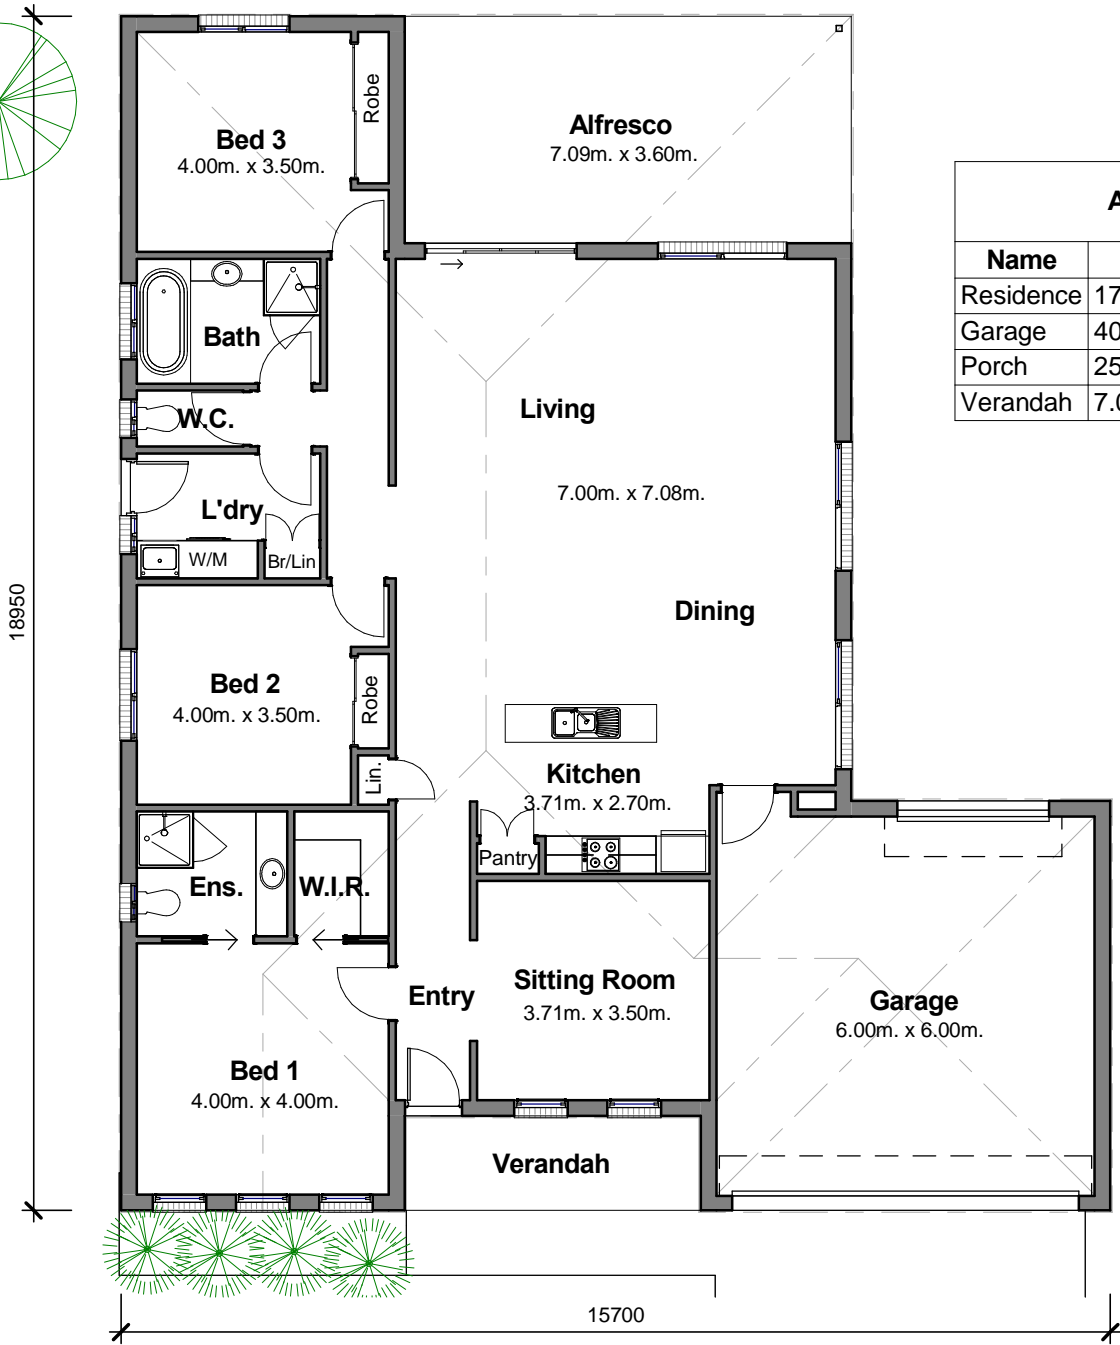 Bed 3
4.00m. x 3.50m.
Robe
Alfresco
7.09m. x 3.60m.
A
Name
Residence 17
Garage 40
Porch 25
Verandah 7.0
Bath
W.C.
Living
7.00m. x 7.08m.
L'dry
W/M
Br/Lin
18950
Dining
Bed 2
4.00m. x 3.50m.
Robe
Lin.
Kitchen
3.71m. x 2.70m.
Pantry
Ens.
W.I.R.
Entry
Sitting Room
3.71m. x 3.50m.
Garage
6.00m. x 6.00m.
Bed 1
4.00m. x 4.00m.
Verandah
15700